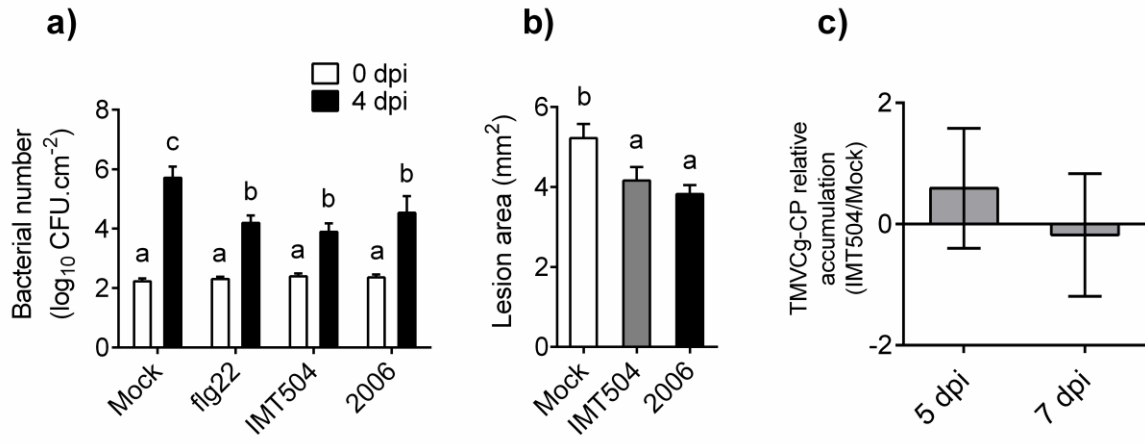 a)
0 dpi
4 dpi
Bacterial number
(log₁₀ CFU.cm⁻²)
8
6
4
2
0
a
c
a
b
a
b
a
b
Mock
flg22
IMT504
2006
b)
Lesion area (mm²)
6
4
2
0
b
a
a
Mock
IMT504
2006
c)
TMVCg-CP relative
accumulation
(IMT504/Mock)
2
0
-2
5 dpi
7 dpi